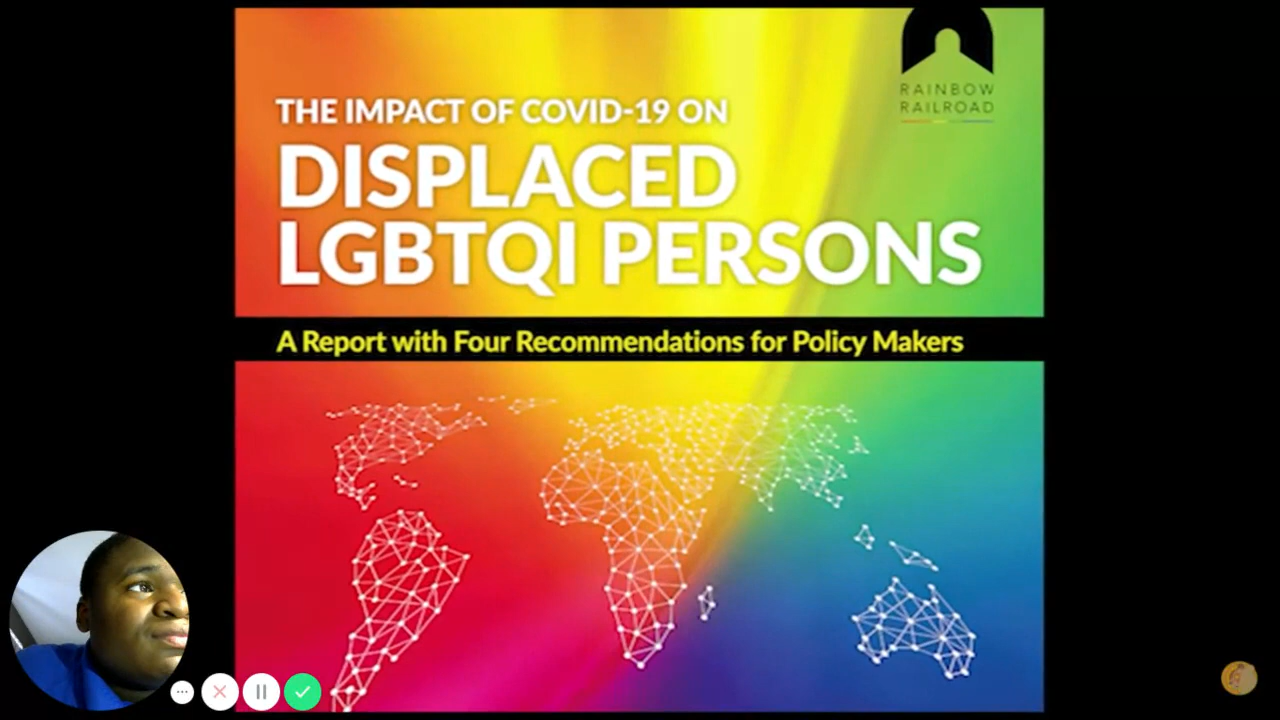 RAINBOW
RAILROAD
THE IMPACT OF COVID-19 ON
DISPLACED
LGBTQI PERSONS
A Report with Four Recommendations for Policy Makers